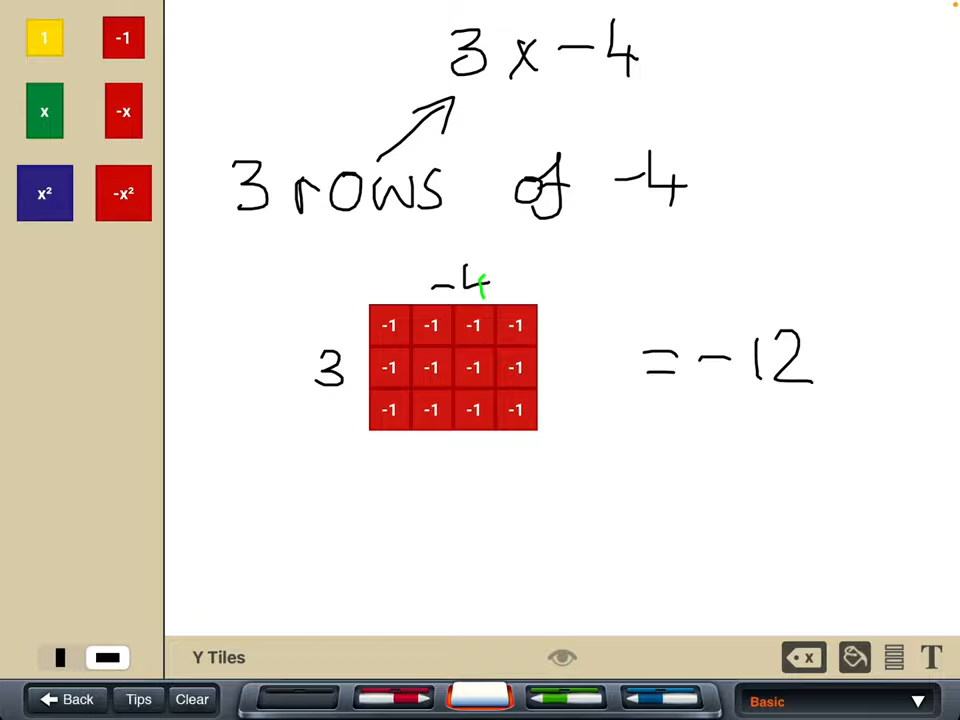 1 -1
x -x
x² -x²
3 x -4
3 rows of -4
-4
3
-1 -1 -1 -1
-1 -1 -1 -1
-1 -1 -1 -1
= -12
Y Tiles
x
T
Back Tips Clear
Basic